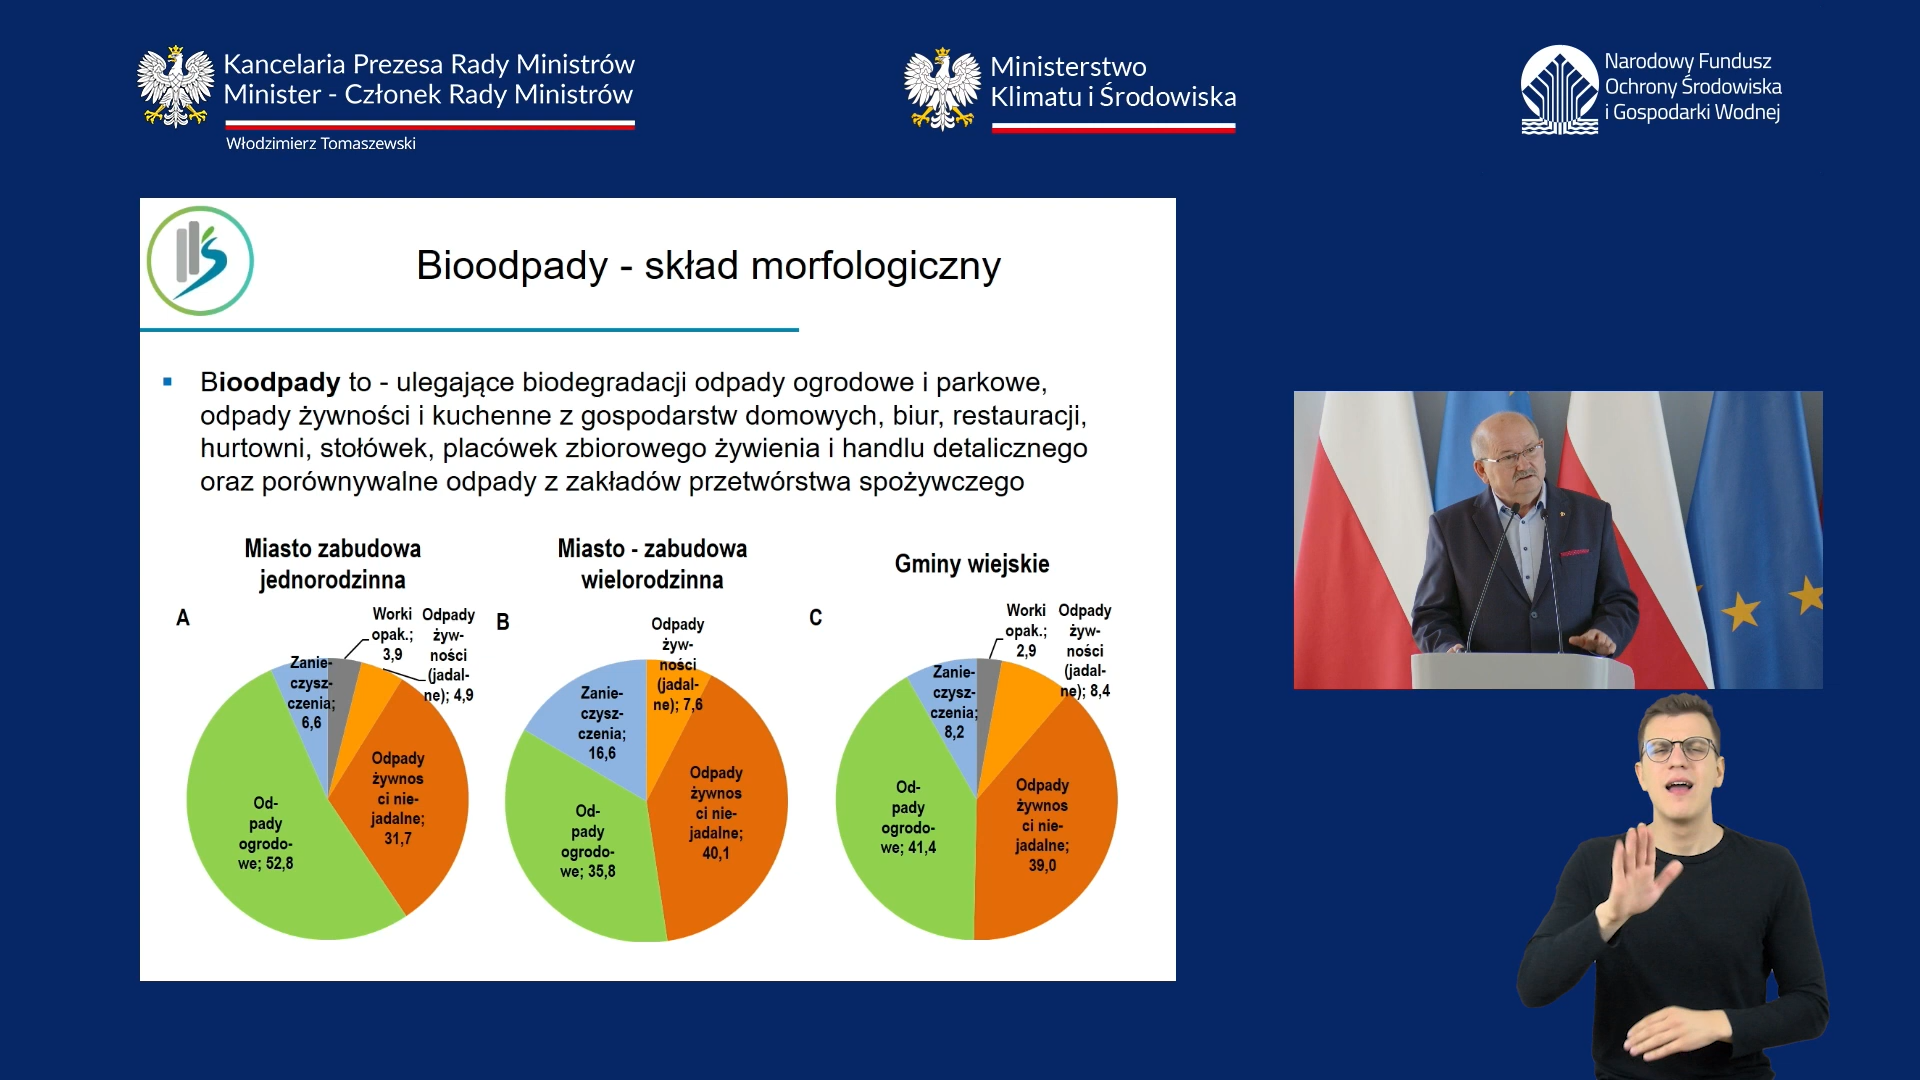 Kancelaria Prezesa Rady Ministrów
Minister - Członek Rady Ministrów
Włodzimierz Tomaszewski
Ministerstwo
Klimatu i Środowiska
Narodowy Fundusz
Ochrony Środowiska
i Gospodarki Wodnej
Bioodpady - skład morfologiczny
Bioodpady to - ulegające biodegradacji odpady ogrodowe i parkowe,
odpady żywności i kuchenne z gospodarstw domowych, biur, restauracji,
hurtowni, stołówek, placówek zbiorowego żywienia i handlu detalicznego
oraz porównywalne odpady z zakładów przetwórstwa spożywczego
Miasto zabudowa
jednorodzinna
A
Worki
opak.;
3,9
Odpady
żyw-
ności
(jadal-
ne); 4,9
Zanie-
czysz-
czenia;
6,6
Odpady
żywnos
ci nie-
jadalne;
31,7
Od-
pady
ogrodo-
we; 52,8
Miasto - zabudowa
wielorodzinna
B
Odpady
żyw-
ności
(jadal-
ne); 7,6
Zanie-
czysz-
czenia;
16,6
Odpady
żywnos
ci nie-
jadalne;
40,1
Od-
pady
ogrodo-
we; 35,8
Gminy wiejskie
C
Worki
opak.;
2,9
Odpady
żyw-
ności
(jadal-
ne); 8,4
Zanie-
czysz-
czenia;
8,2
Odpady
żywnos
ci nie-
jadalne;
39,0
Od-
pady
ogrodo-
we; 41,4